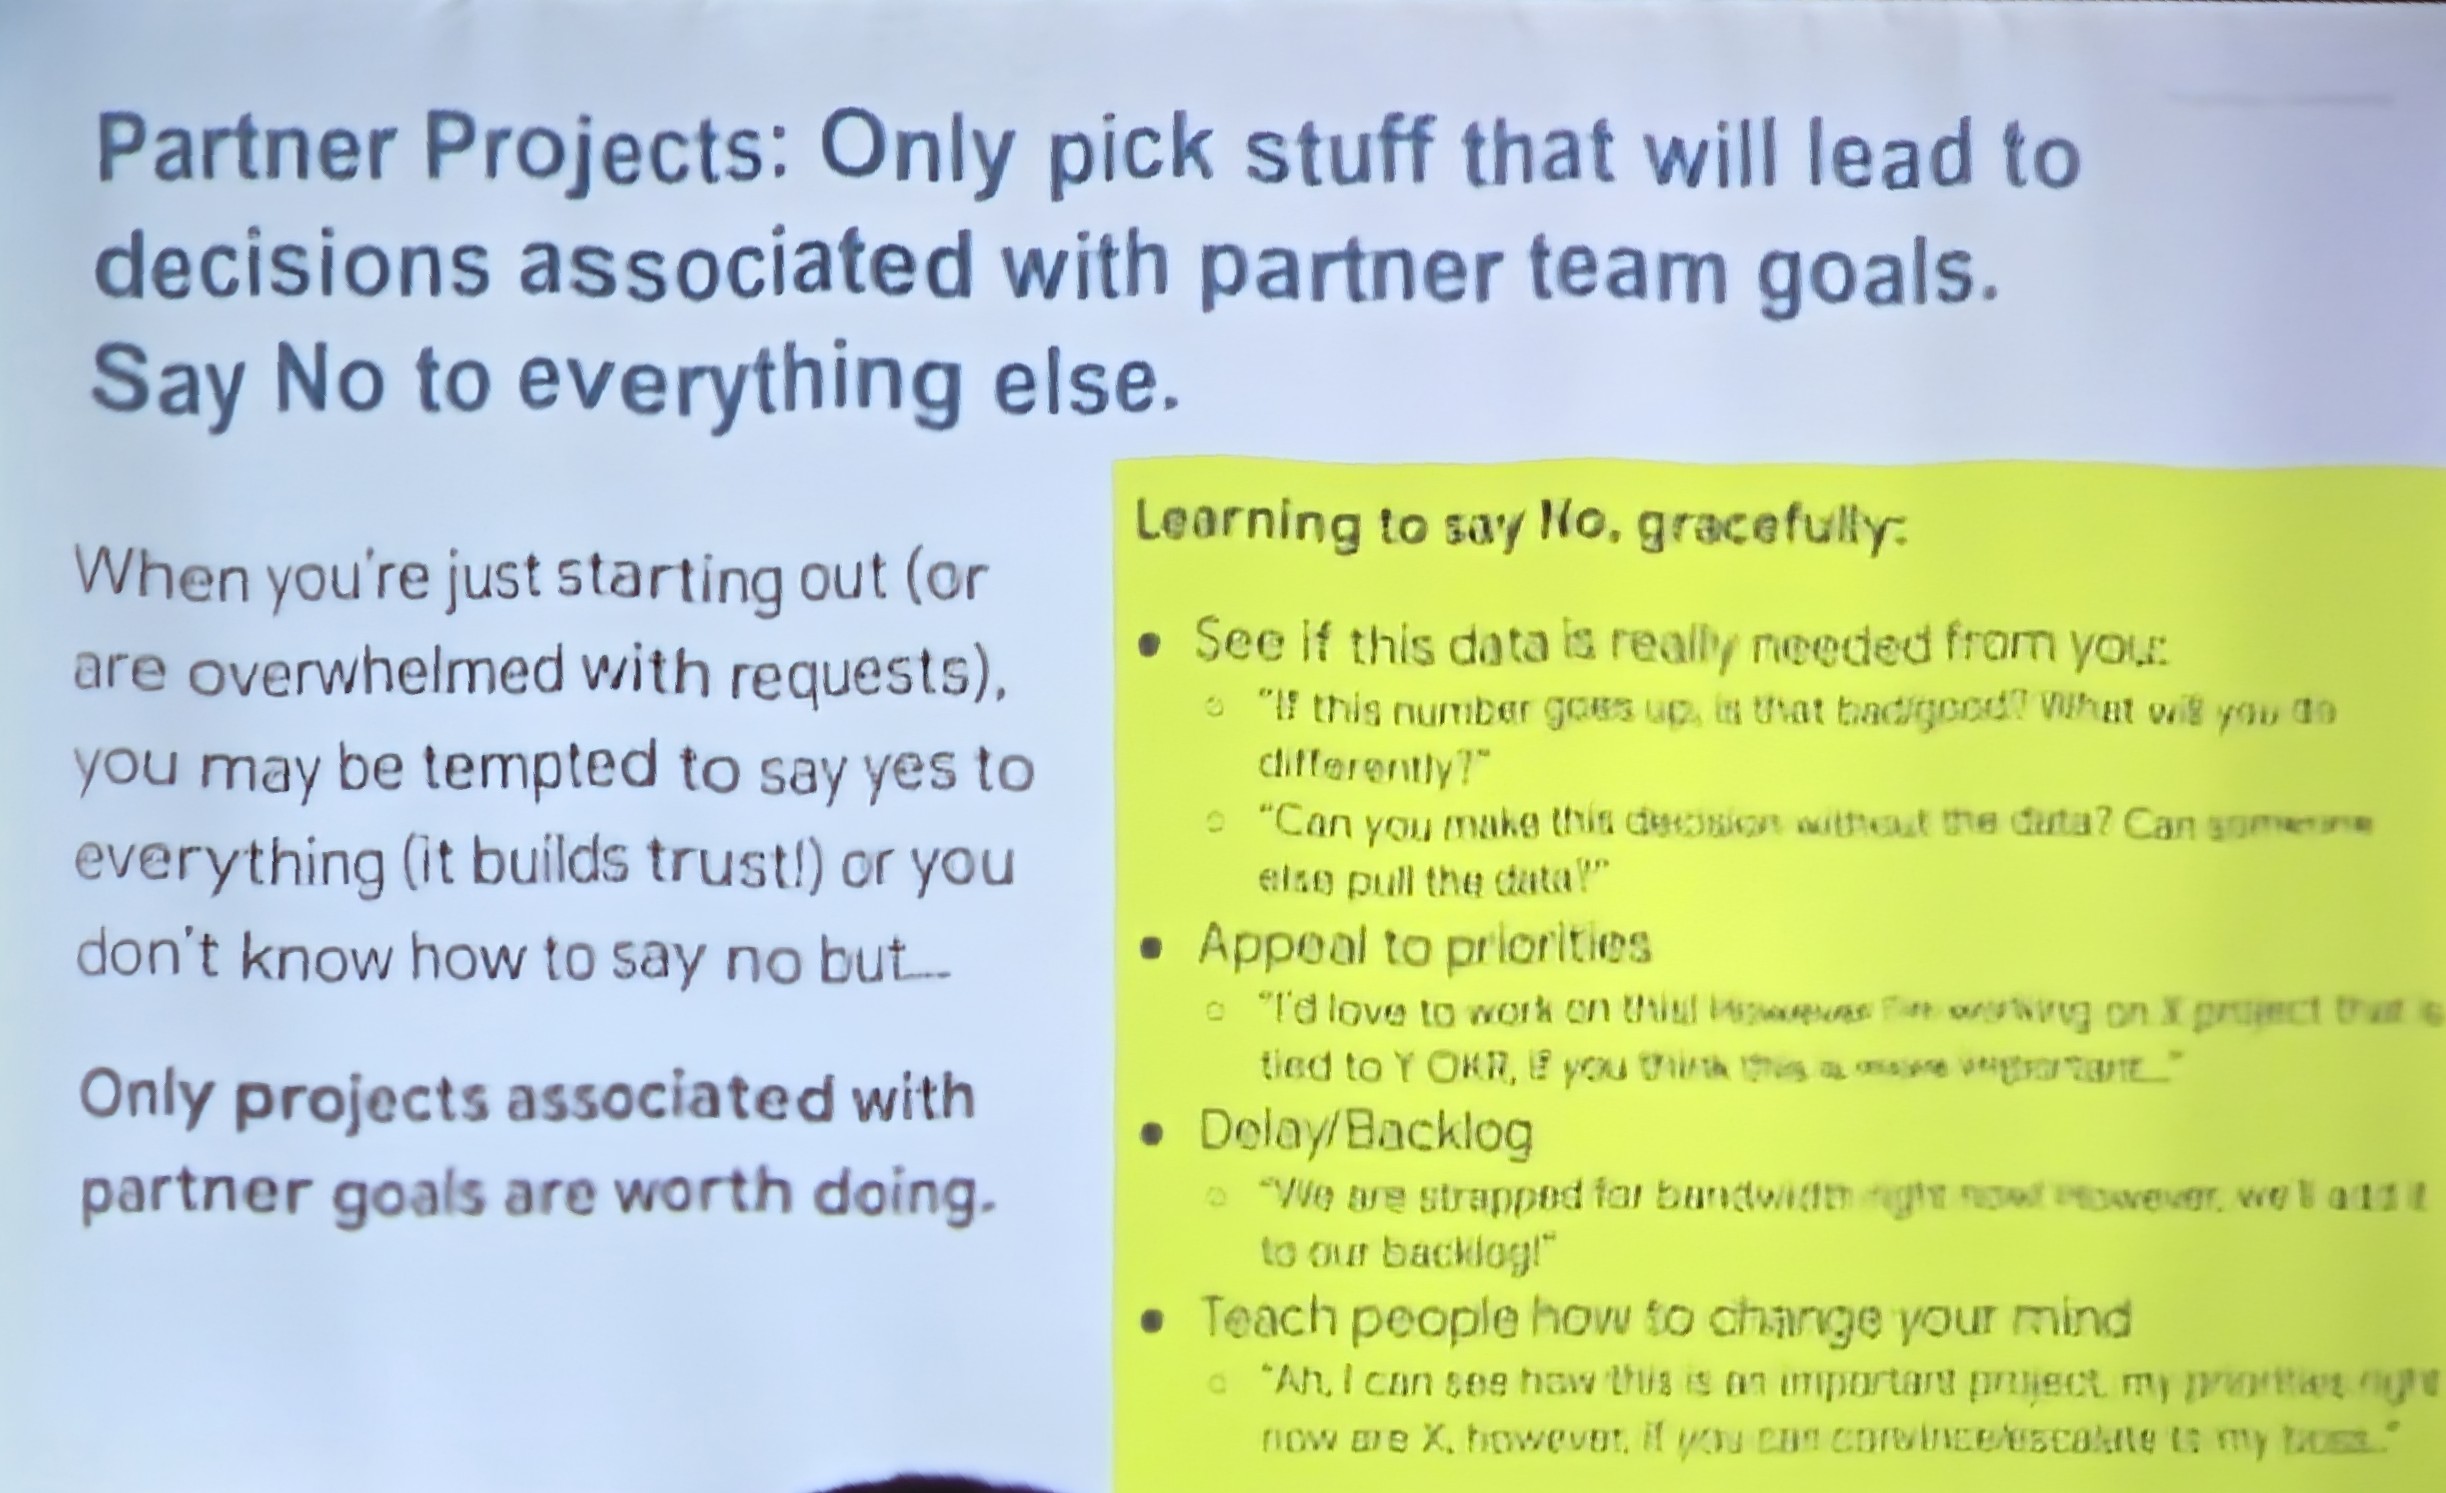 Partner Projects: Only pick stuff that will lead to
decisions associated with partner team goals.
Say No to everything else.
When you're just starting out (or
are overwhelmed with requests),
you may be tempted to say yes to
everything (it builds trust!) or you
don't know how to say no but...
Only projects associated with
partner goals are worth doing.
Learning to say No, gracefully:
• See if this data is really needed from you:
○ "If this number goes up, is that bad/good? What will you do
differently?"
○ "Can you make this decision without the data? Can someone
else pull the data?"
• Appeal to priorities
○ "I'd love to work on this! However I'm working on X project that is
tied to Y OKR, if you think this is more important..."
• Delay/Backlog
○ "We are strapped for bandwidth right now! However, we'll add it
to our backlog!"
• Teach people how to change your mind
○ "Ah, I can see how this is an important project, my priorities right
now are X, however, if you can convince/escalate to my boss."